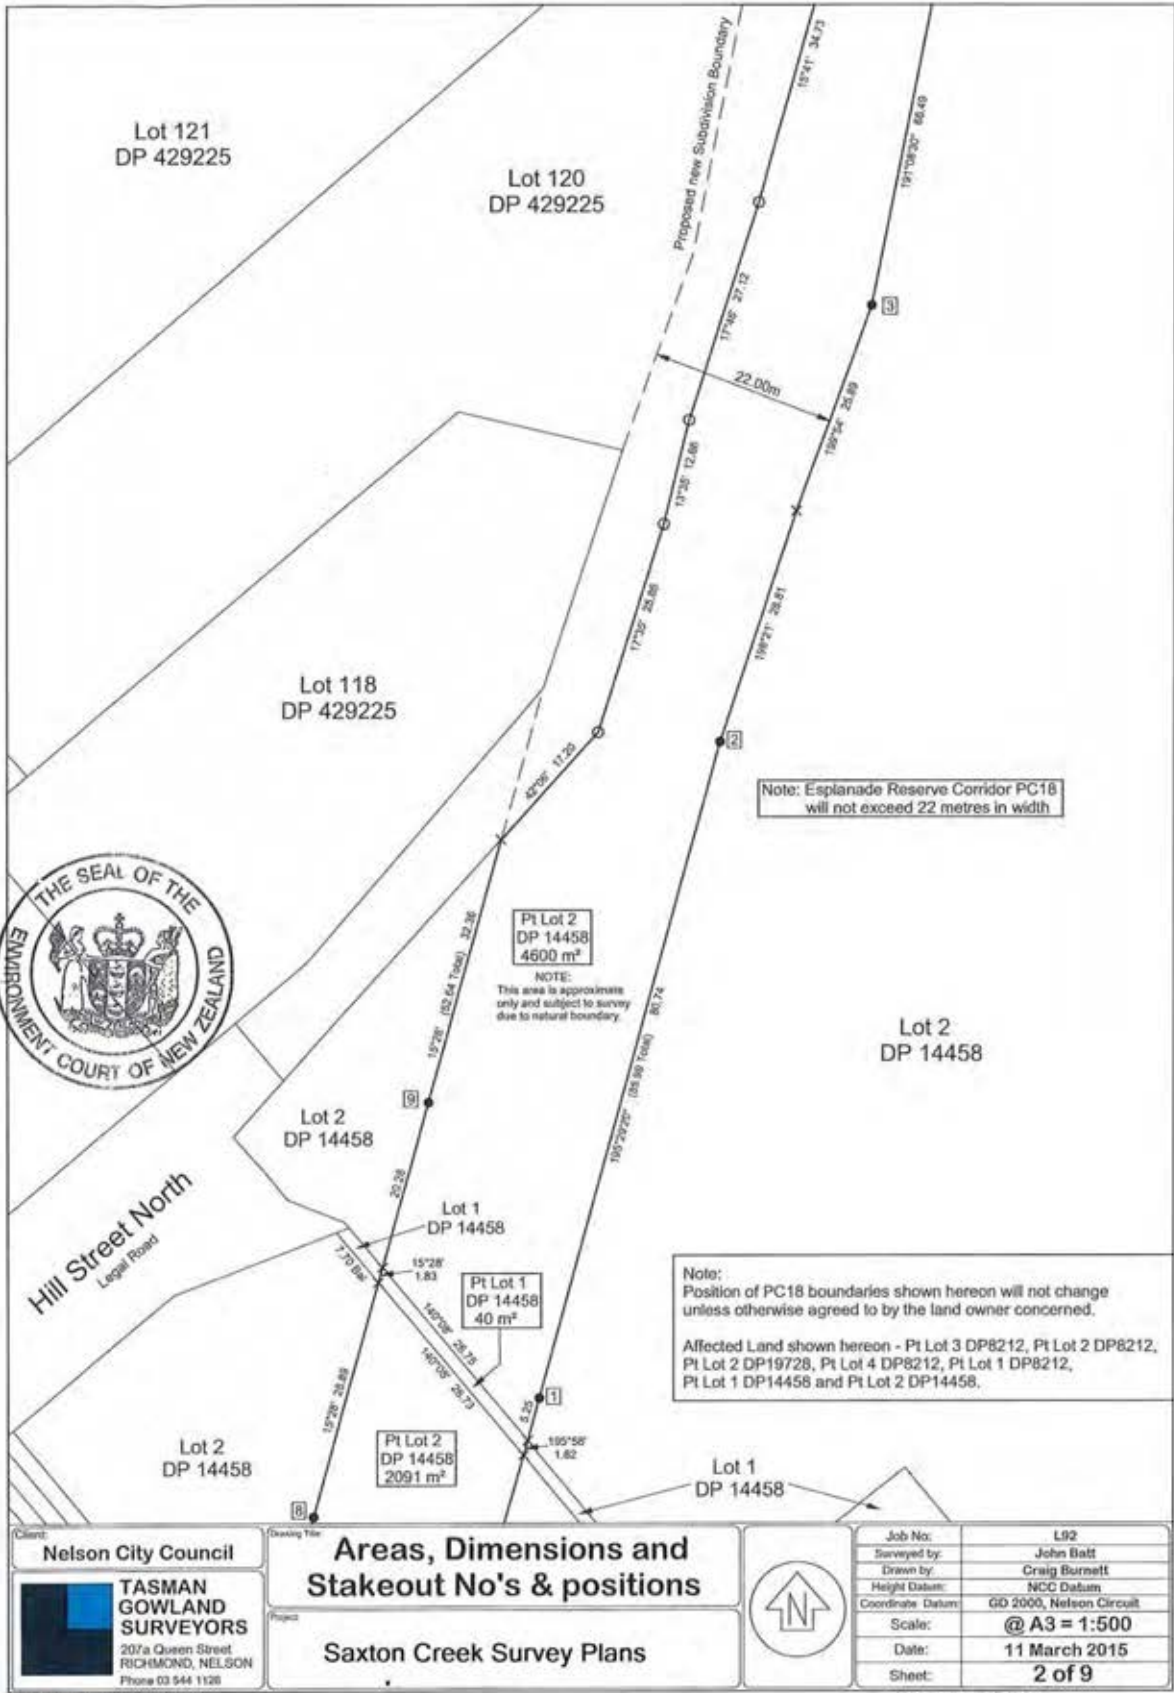 Lot 121
DP 429225
Lot 120
DP 429225
Proposed new Subdivision Boundary
15°41' 34.73
191°08'30" 66.49
17°46' 27.12
3
22.00m
199°54' 25.89
13°35' 12.66
17°35' 25.86
198°21' 28.81
Lot 118
DP 429225
2
42°05' 17.20
Note: Esplanade Reserve Corridor PC18
will not exceed 22 metres in width
THE SEAL OF THE
ENVIRONMENT COURT OF NEW ZEALAND
Pt Lot 2
DP 14458
4600 m²
NOTE:
This area is approximate
only and subject to survey
due to natural boundary.
15°28' (52.64 Total) 32.36
195°29'20" (85.99 Total) 80.74
Lot 2
DP 14458
9
Lot 2
DP 14458
20.28
Hill Street North
Legal Road
Lot 1
DP 14458
7.70 Bal
15°28'
1.83
Pt Lot 1
DP 14458
40 m²
140°08' 26.75
140°05' 26.73
Note:
Position of PC18 boundaries shown hereon will not change
unless otherwise agreed to by the land owner concerned.
Affected Land shown hereon - Pt Lot 3 DP8212, Pt Lot 2 DP8212,
Pt Lot 2 DP19728, Pt Lot 4 DP8212, Pt Lot 1 DP8212,
Pt Lot 1 DP14458 and Pt Lot 2 DP14458.
15°28' 28.89
1
5.25
195°58'
1.82
Lot 2
DP 14458
Pt Lot 2
DP 14458
2091 m²
Lot 1
DP 14458
8
Client:
Nelson City Council
TASMAN
GOWLAND
SURVEYORS
207a Queen Street
RICHMOND, NELSON
Phone 03 544 1128
Drawing Title
Areas, Dimensions and
Stakeout No's & positions
Project
Saxton Creek Survey Plans
N
Job No: L92
Surveyed by: John Batt
Drawn by: Craig Burnett
Height Datum: NCC Datum
Coordinate Datum: GD 2000, Nelson Circuit
Scale: @ A3 = 1:500
Date: 11 March 2015
Sheet: 2 of 9